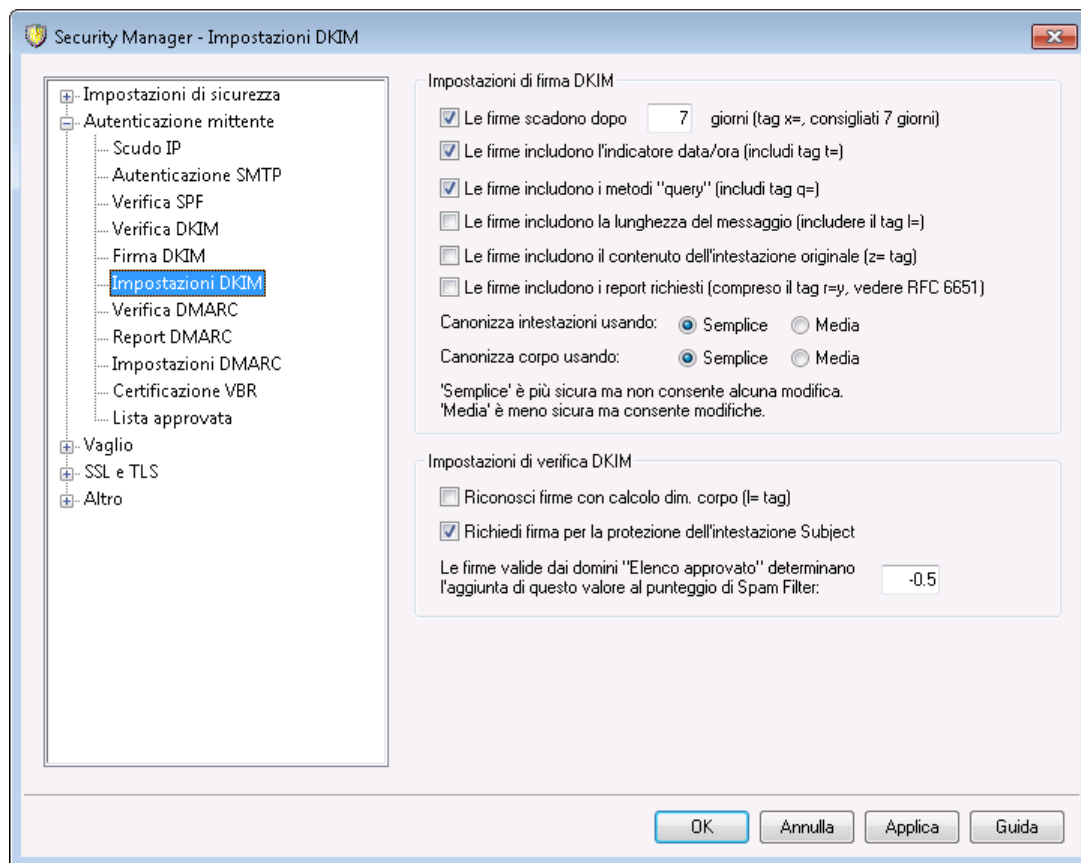 Security Manager - Impostazioni DKIM
Impostazioni di sicurezza
Autenticazione mittente
Scudo IP
Autenticazione SMTP
Verifica SPF
Verifica DKIM
Firma DKIM
Impostazioni DKIM
Verifica DMARC
Report DMARC
Impostazioni DMARC
Certificazione VBR
Lista approvata
Vaglio
SSL e TLS
Altro
Impostazioni di firma DKIM
Le firme scadono dopo 7 giorni (tag x=, consigliati 7 giorni)
Le firme includono l'indicatore data/ora (includi tag t=)
Le firme includono i metodi "query" (includi tag q=)
Le firme includono la lunghezza del messaggio (includere il tag l=)
Le firme includono il contenuto dell'intestazione originale (z= tag)
Le firme includono i report richiesti (compreso il tag r=y, vedere RFC 6651)
Canonizza intestazioni usando: Semplice Media
Canonizza corpo usando: Semplice Media
'Semplice' è più sicura ma non consente alcuna modifica.
'Media' è meno sicura ma consente modifiche.
Impostazioni di verifica DKIM
Riconosci firme con calcolo dim. corpo (l= tag)
Richiedi firma per la protezione dell'intestazione Subject
Le firme valide dai domini "Elenco approvato" determinano
l'aggiunta di questo valore al punteggio di Spam Filter: -0.5
OK Annulla Applica Guida